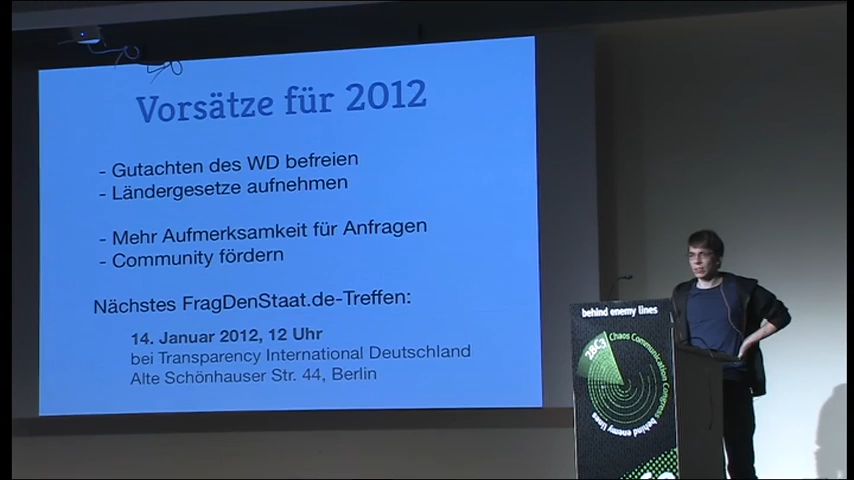 Vorsätze für 2012
- Gutachten des WD befreien
- Ländergesetze aufnehmen
- Mehr Aufmerksamkeit für Anfragen
- Community fördern
Nächstes FragDenStaat.de-Treffen:
14. Januar 2012, 12 Uhr
bei Transparency International Deutschland
Alte Schönhauser Str. 44, Berlin
behind enemy lines
28C3
Chaos Communication Congress
behind enemy lines